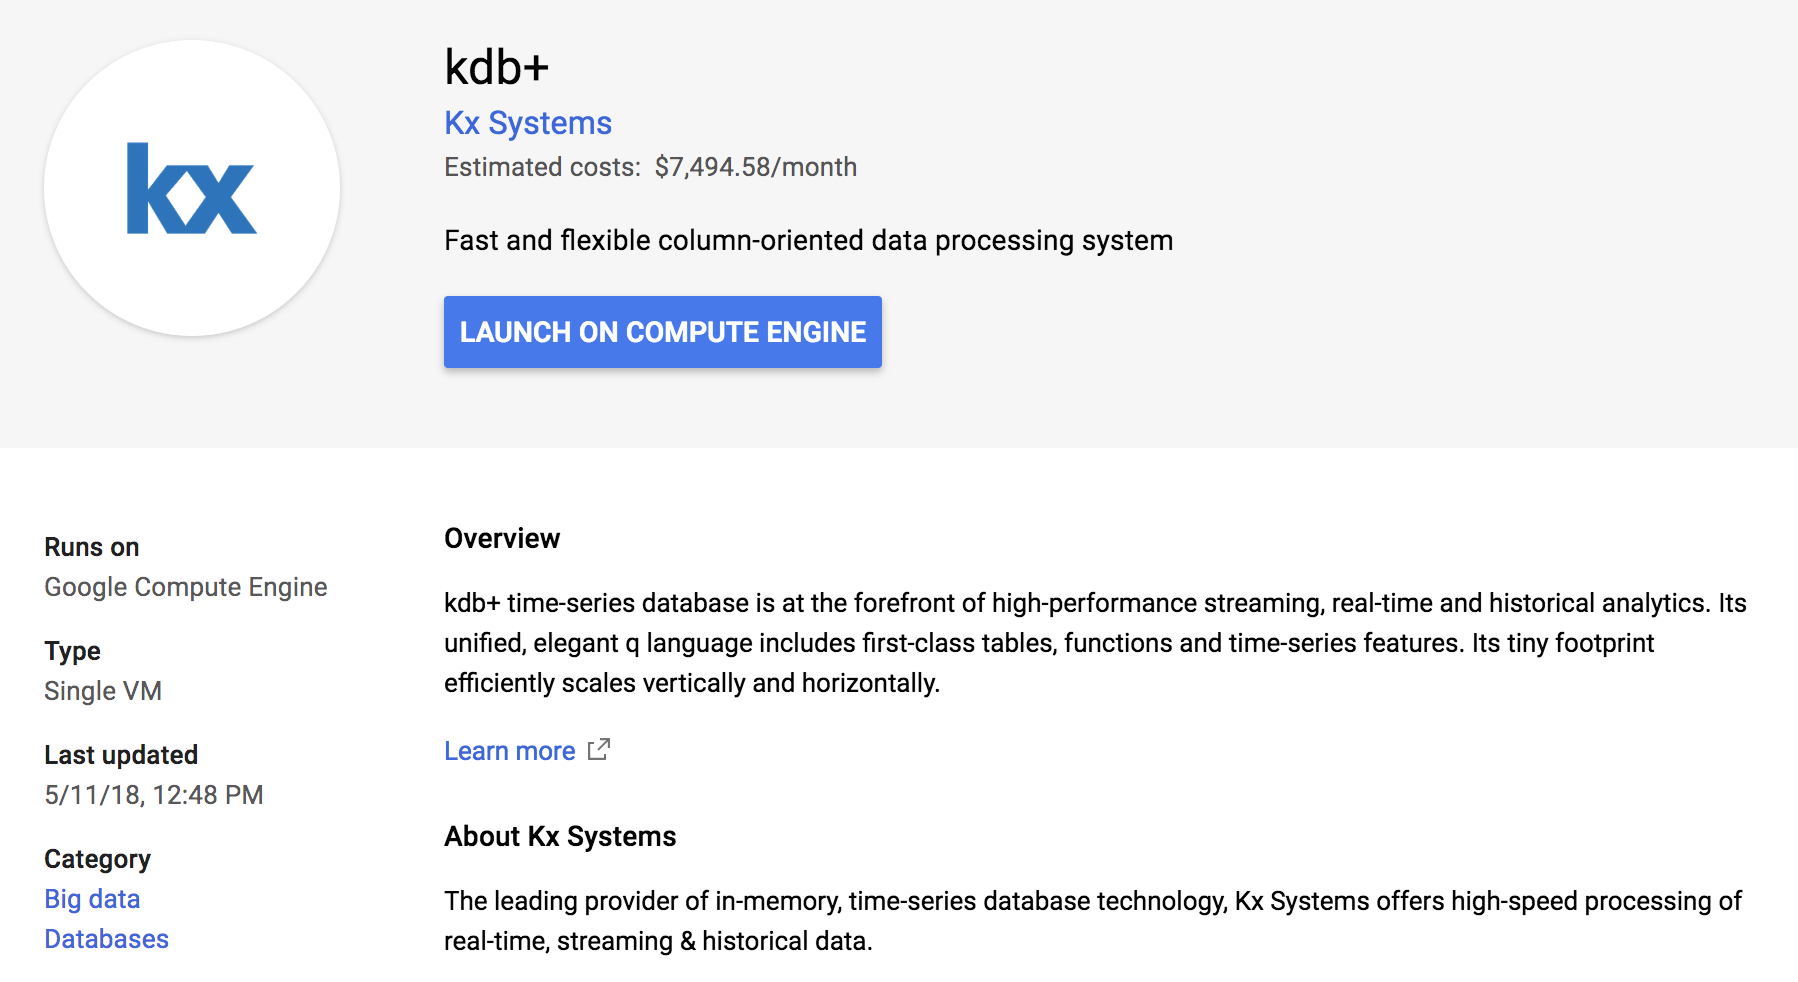 kx
kdb+
Kx Systems
Estimated costs: $7,494.58/month
Fast and flexible column-oriented data processing system
LAUNCH ON COMPUTE ENGINE
Runs on
Google Compute Engine
Type
Single VM
Last updated
5/11/18, 12:48 PM
Category
Big data
Databases
Overview
kdb+ time-series database is at the forefront of high-performance streaming, real-time and historical analytics. Its
unified, elegant q language includes first-class tables, functions and time-series features. Its tiny footprint
efficiently scales vertically and horizontally.
Learn more
About Kx Systems
The leading provider of in-memory, time-series database technology, Kx Systems offers high-speed processing of
real-time, streaming & historical data.